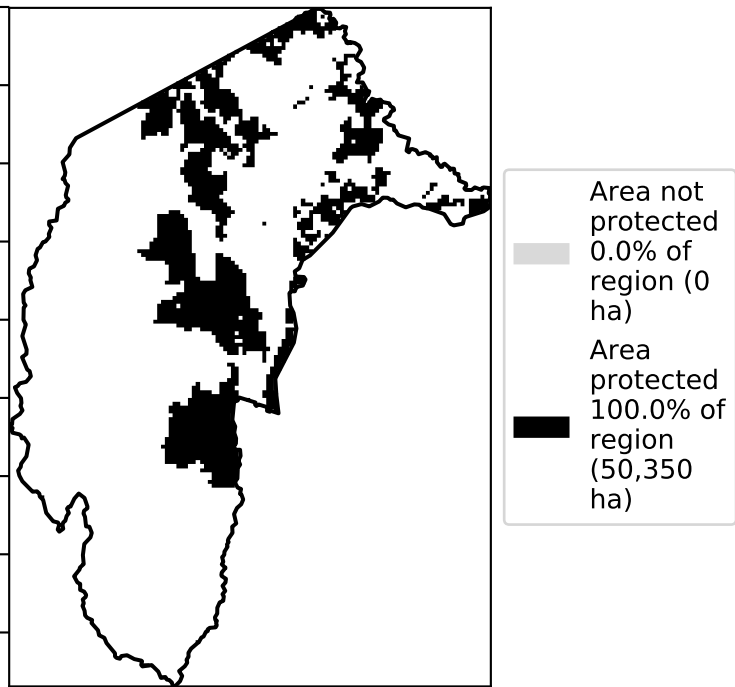 Area not
protected
0.0% of
region (0
ha)
Area
protected
100.0% of
region
(50,350
ha)